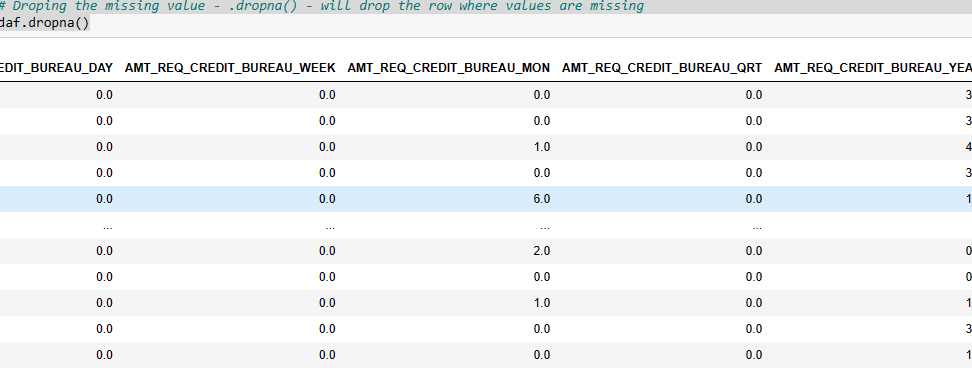 # Droping the missing value - .dropna() - will drop the row where values are missing
daf.dropna()
EDIT_BUREAU_DAY AMT_REQ_CREDIT_BUREAU_WEEK AMT_REQ_CREDIT_BUREAU_MON AMT_REQ_CREDIT_BUREAU_QRT AMT_REQ_CREDIT_BUREAU_YEA
0.0 0.0 0.0 0.0 3
0.0 0.0 0.0 0.0 3
0.0 0.0 1.0 0.0 4
0.0 0.0 0.0 0.0 3
0.0 0.0 6.0 0.0 1
... ... ... ...
0.0 0.0 2.0 0.0 0
0.0 0.0 0.0 0.0 0
0.0 0.0 1.0 0.0 1
0.0 0.0 0.0 0.0 3
0.0 0.0 0.0 0.0 1